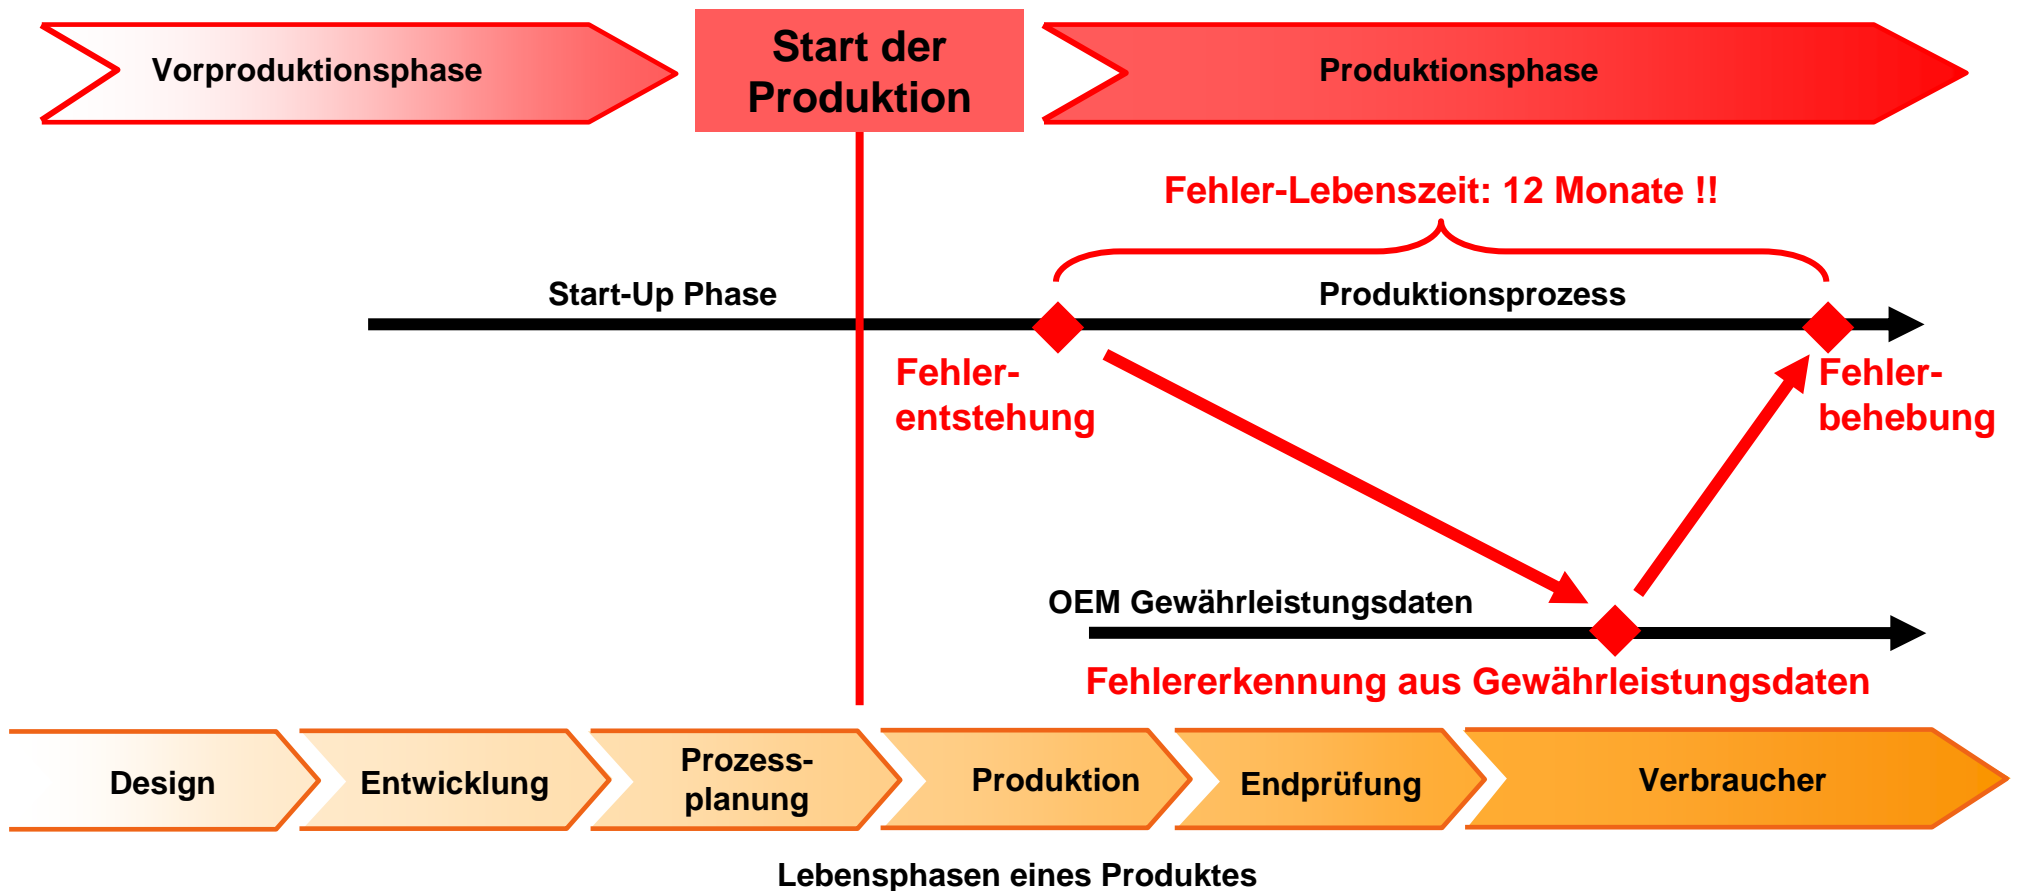 Vorproduktionsphase
Start der
Produktion
Produktionsphase
Fehler-Lebenszeit: 12 Monate !!
Start-Up Phase
Produktionsprozess
Fehler-
entstehung
Fehler-
behebung
OEM Gewährleistungsdaten
Fehlererkennung aus Gewährleistungsdaten
Design
Entwicklung
Prozess-
planung
Produktion
Endprüfung
Verbraucher
Lebensphasen eines Produktes